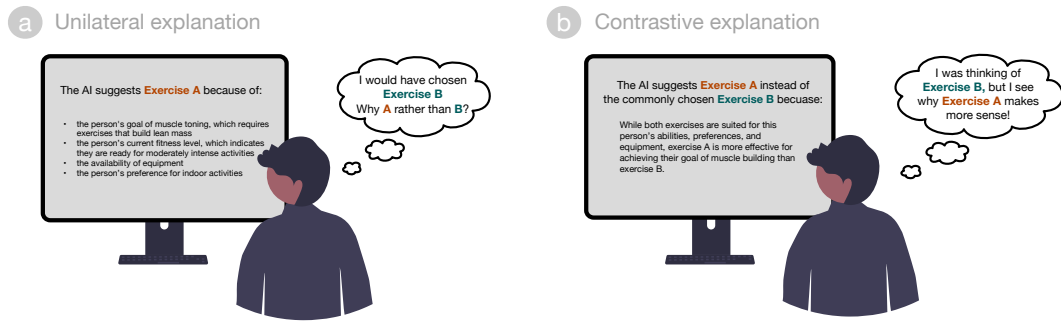 a Unilateral explanation
The AI suggests Exercise A because of:
• the person's goal of muscle toning, which requires
exercises that build lean mass
• the person's current fitness level, which indicates
they are ready for moderately intense activities
• the availability of equipment
• the person's preference for indoor activities
I would have chosen
Exercise B
Why A rather than B?
b Contrastive explanation
The AI suggests Exercise A instead of
the commonly chosen Exercise B becuase:
While both exercises are suited for this
person's abilities, preferences, and
equipment, exercise A is more effective for
achieving their goal of muscle building than
exercise B.
I was thinking of
Exercise B, but I see
why Exercise A makes
more sense!